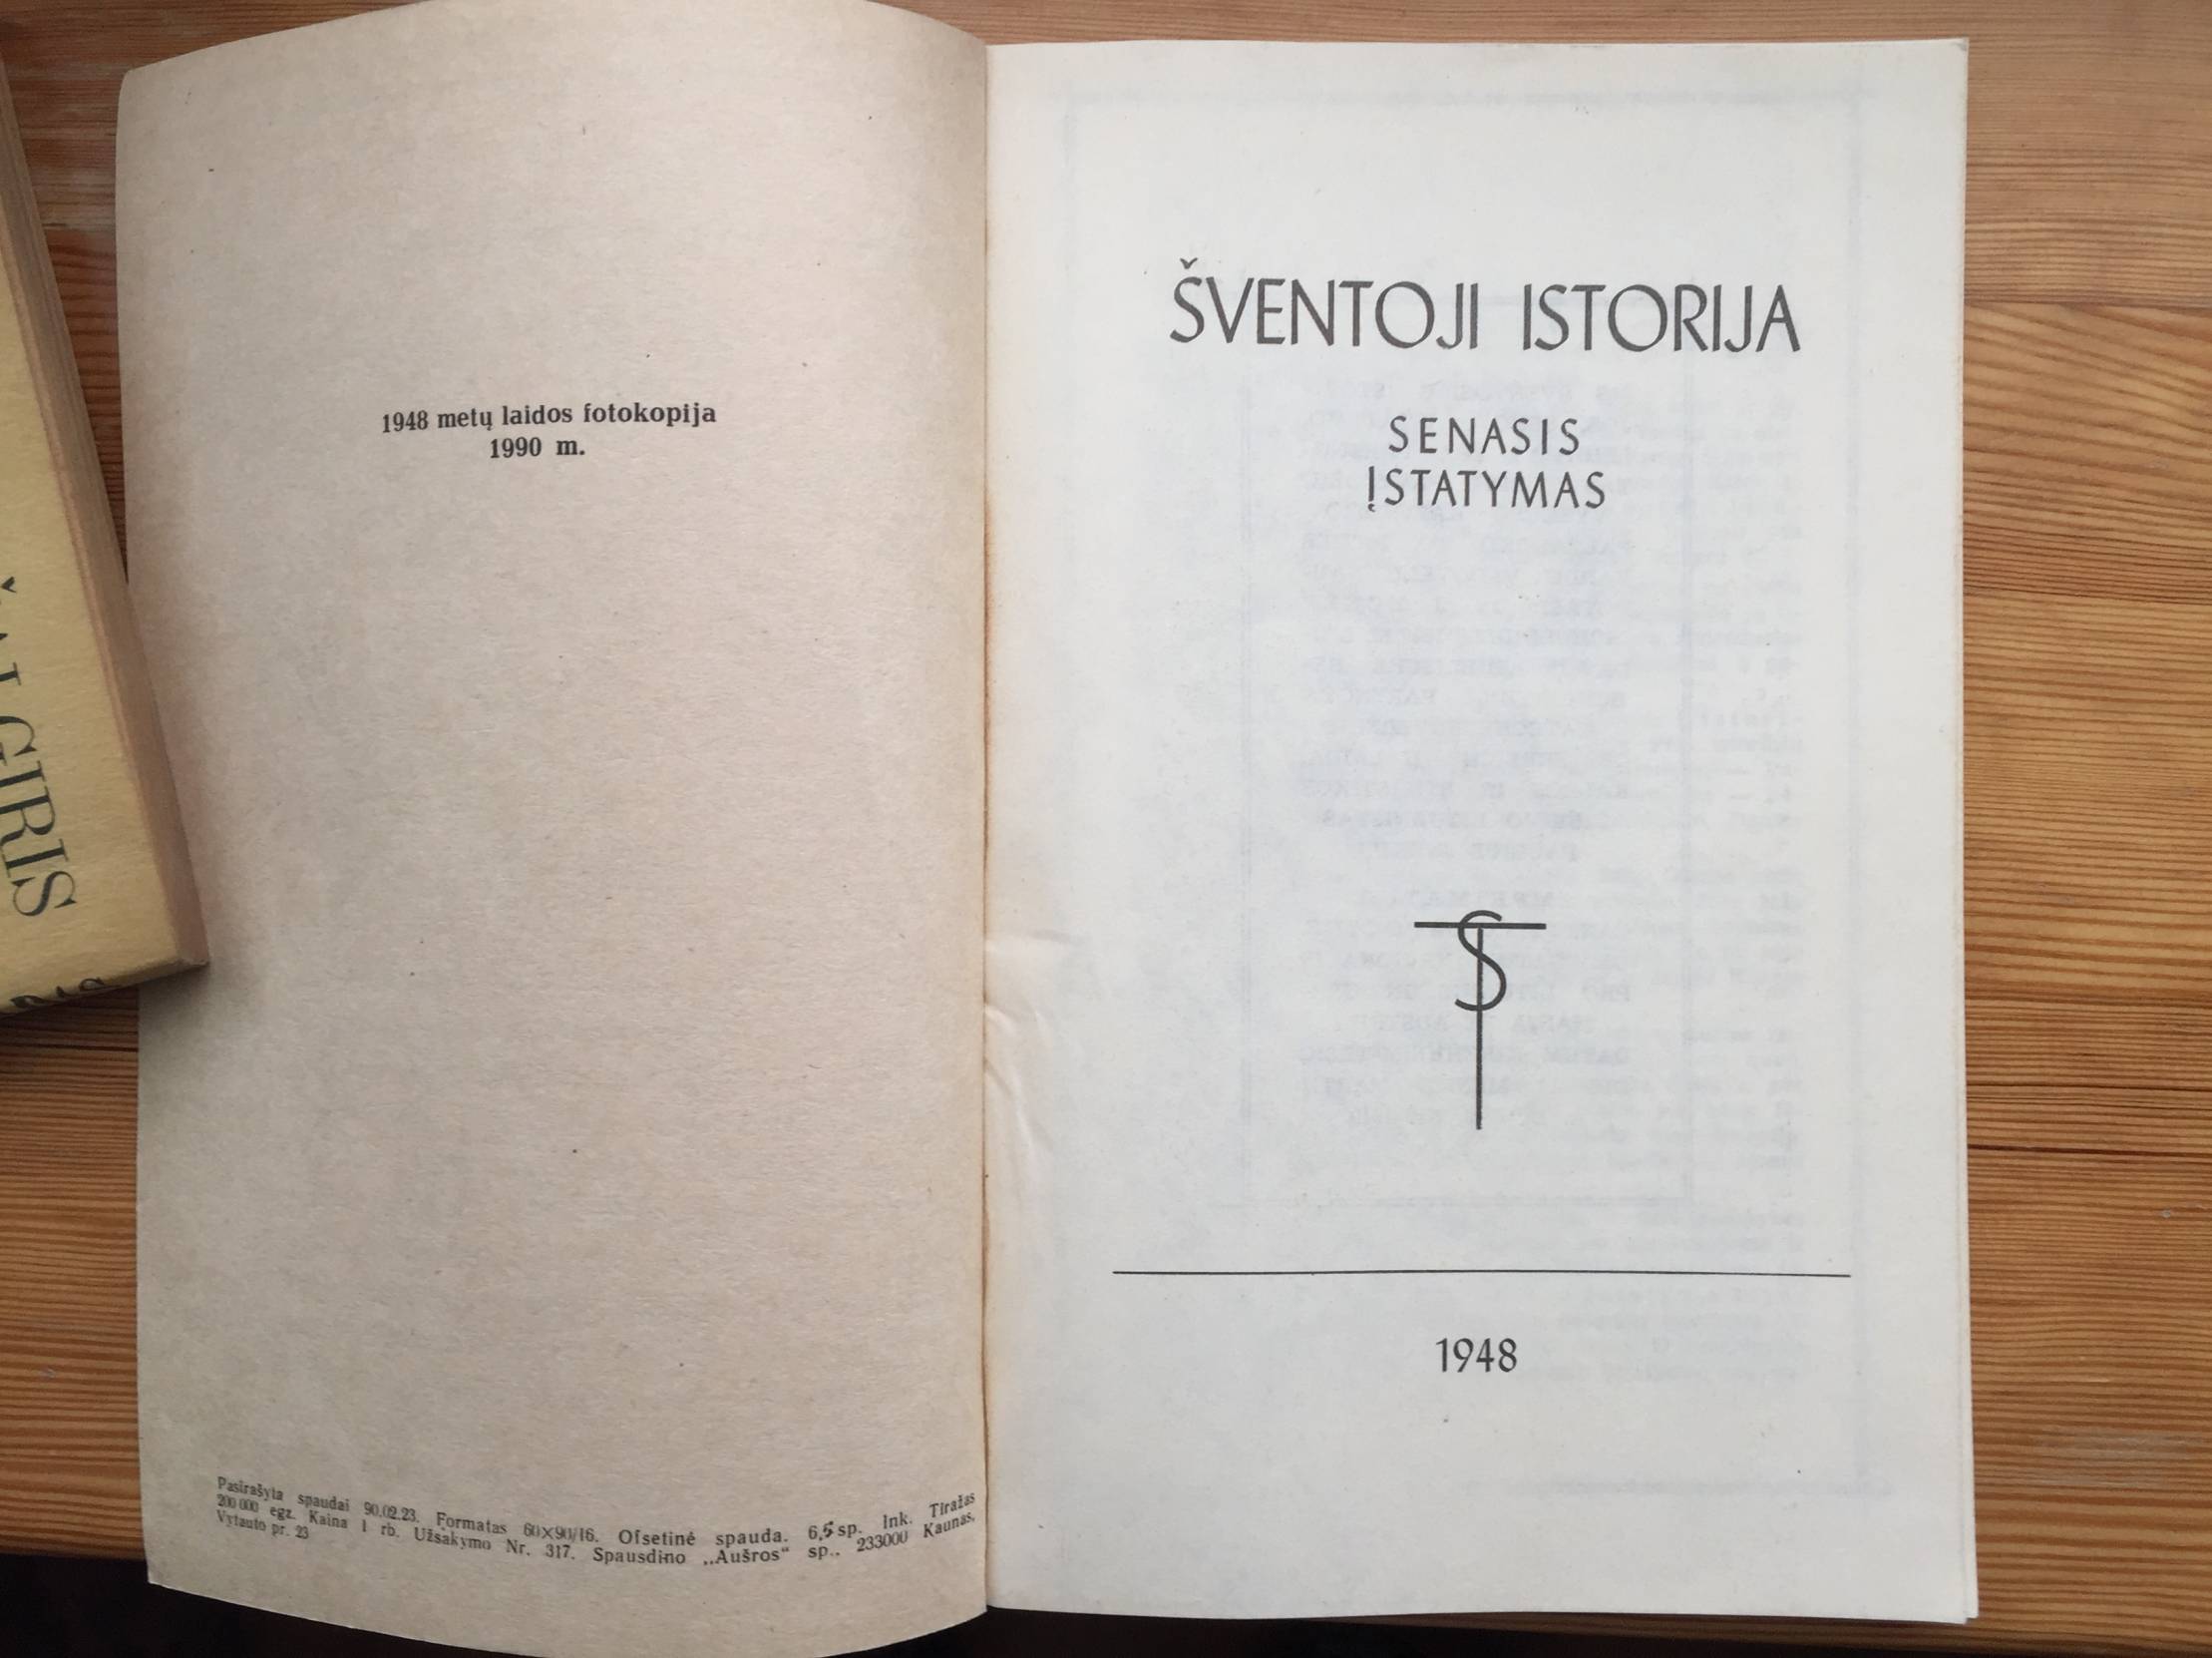 1948 metų laidos fotokopija
1990 m.
Pasirašyta spaudai 90.02.23. Formatas 60×90/16. Ofsetinė spauda. 6,5 sp. lnk. Tiražas
200 000 egz. Kaina 1 rb. Užsakymo Nr. 317. Spausdino „Aušros“ sp., 233000 Kaunas,
Vytauto pr. 23
ŠVENTOJI ISTORIJA
SENASIS
ĮSTATYMAS
1948